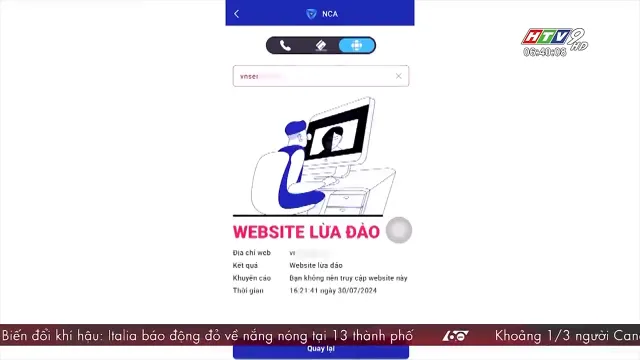 NCA
HTV9
HD
06:40:08
vnsei
WEBSITE LỪA ĐẢO
Địa chỉ web
Kết quả Website lừa đảo
Khuyến cáo Bạn không nên truy cập website này
Thời gian 16:21:41 ngày 30/07/2024
Biến đổi khí hậu: Italia báo động đỏ về nắng nóng tại 13 thành phố
60 Khoảng 1/3 người Can
Quay lại